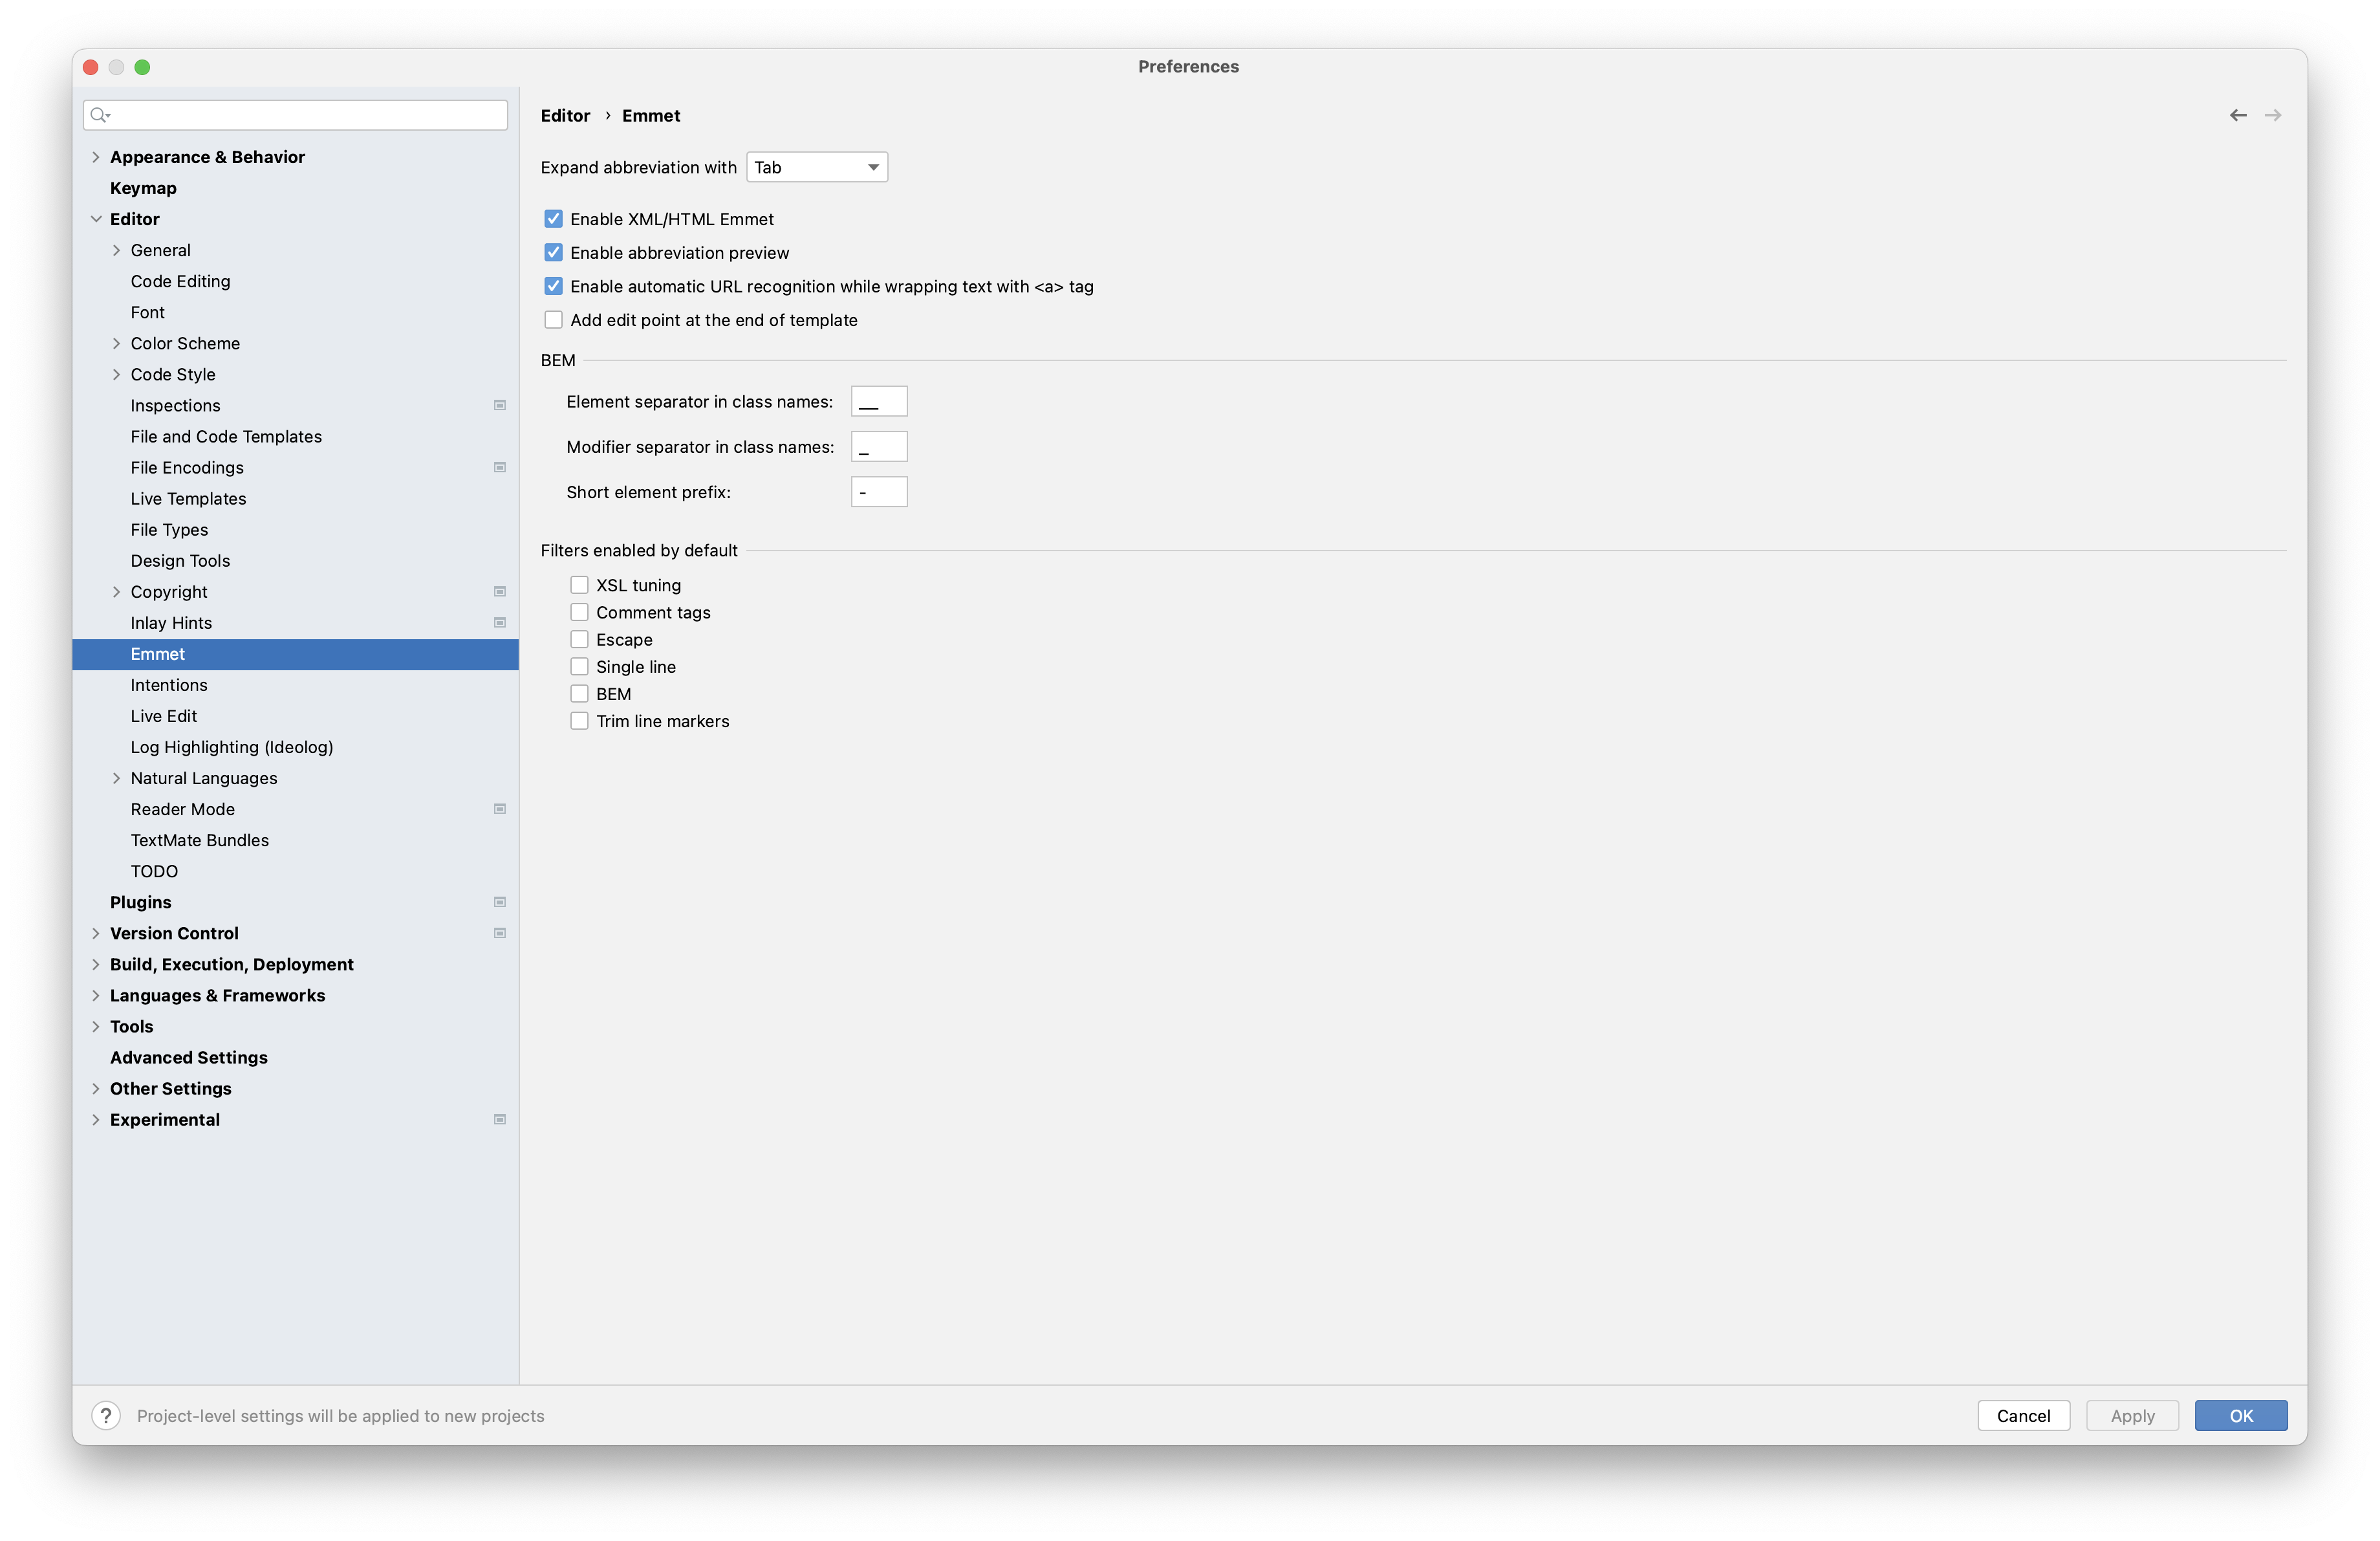 Preferences
Appearance & Behavior
Keymap
Editor
General
Code Editing
Font
Color Scheme
Code Style
Inspections
File and Code Templates
File Encodings
Live Templates
File Types
Design Tools
Copyright
Inlay Hints
Emmet
Intentions
Live Edit
Log Highlighting (Ideolog)
Natural Languages
Reader Mode
TextMate Bundles
TODO
Plugins
Version Control
Build, Execution, Deployment
Languages & Frameworks
Tools
Advanced Settings
Other Settings
Experimental
Editor › Emmet
Expand abbreviation with Tab
Enable XML/HTML Emmet
Enable abbreviation preview
Enable automatic URL recognition while wrapping text with <a> tag
Add edit point at the end of template
BEM
Element separator in class names: __
Modifier separator in class names: _
Short element prefix: -
Filters enabled by default
XSL tuning
Comment tags
Escape
Single line
BEM
Trim line markers
? Project-level settings will be applied to new projects
Cancel Apply OK